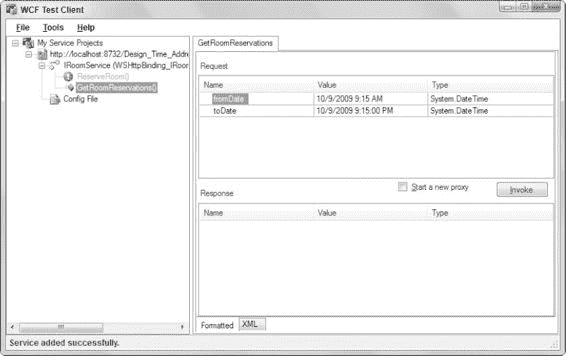 WCF Test Client
File Tools Help
My Service Projects
http://localhost:8732/Design_Time_Addre
IRoomService (WSHttpBinding_IRoom
ReserveRoom()
GetRoomReservations()
Config File
GetRoomReservations
Request
Name Value Type
fromDate 10/9/2009 9:15 AM System.DateTime
toDate 10/9/2009 9:15:00 PM System.DateTime
Start a new proxy Invoke
Response
Name Value Type
Formatted XML
Service added successfully.